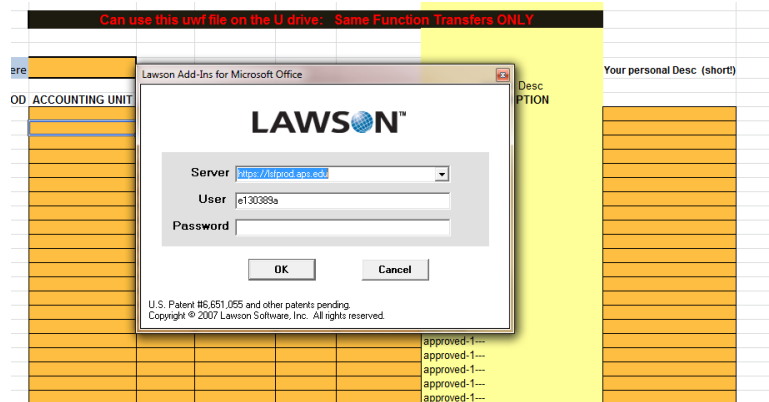 Can use this uwf file on the U drive: Same Function Transfers ONLY
ere
Your personal Desc (short!)
Desc
OD ACCOUNTING UNIT
PTION
Lawson Add-Ins for Microsoft Office
LAWSON™
Server https://lsfprod.aps.edu
User e130389a
Password
OK Cancel
U.S. Patent #6,651,055 and other patents pending.
Copyright © 2007 Lawson Software, Inc. All rights reserved.
approved-1---
approved-1---
approved-1---
approved-1---
approved-1---